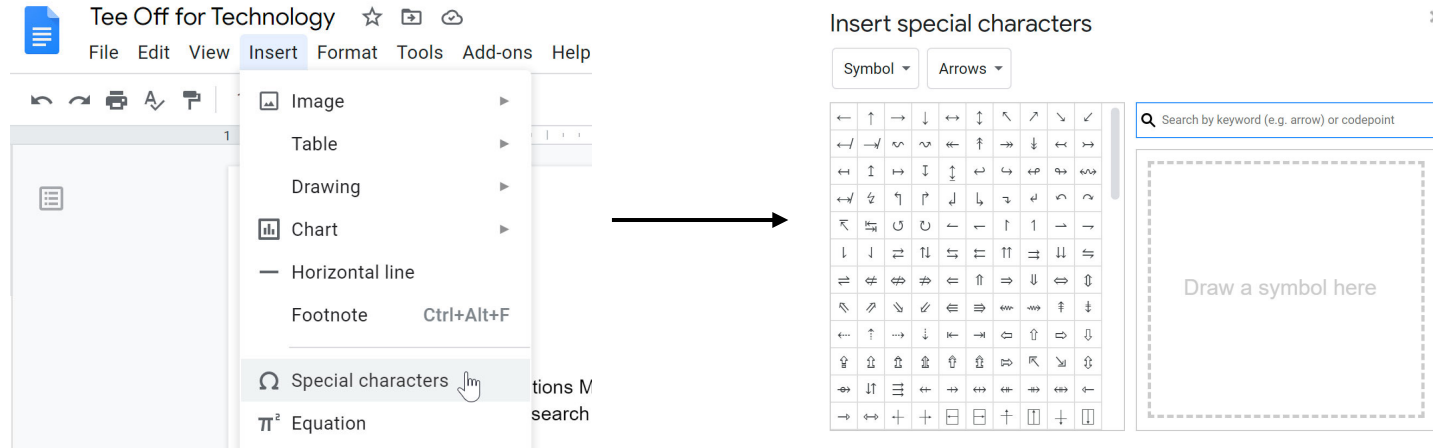 Tee Off for Technology
File Edit View Insert Format Tools Add-ons Help
1
Image
Table
Drawing
Chart
Horizontal line
Footnote Ctrl+Alt+F
Special characters
Equation
tions M
search
Insert special characters
Symbol Arrows
Search by keyword (e.g. arrow) or codepoint
Draw a symbol here